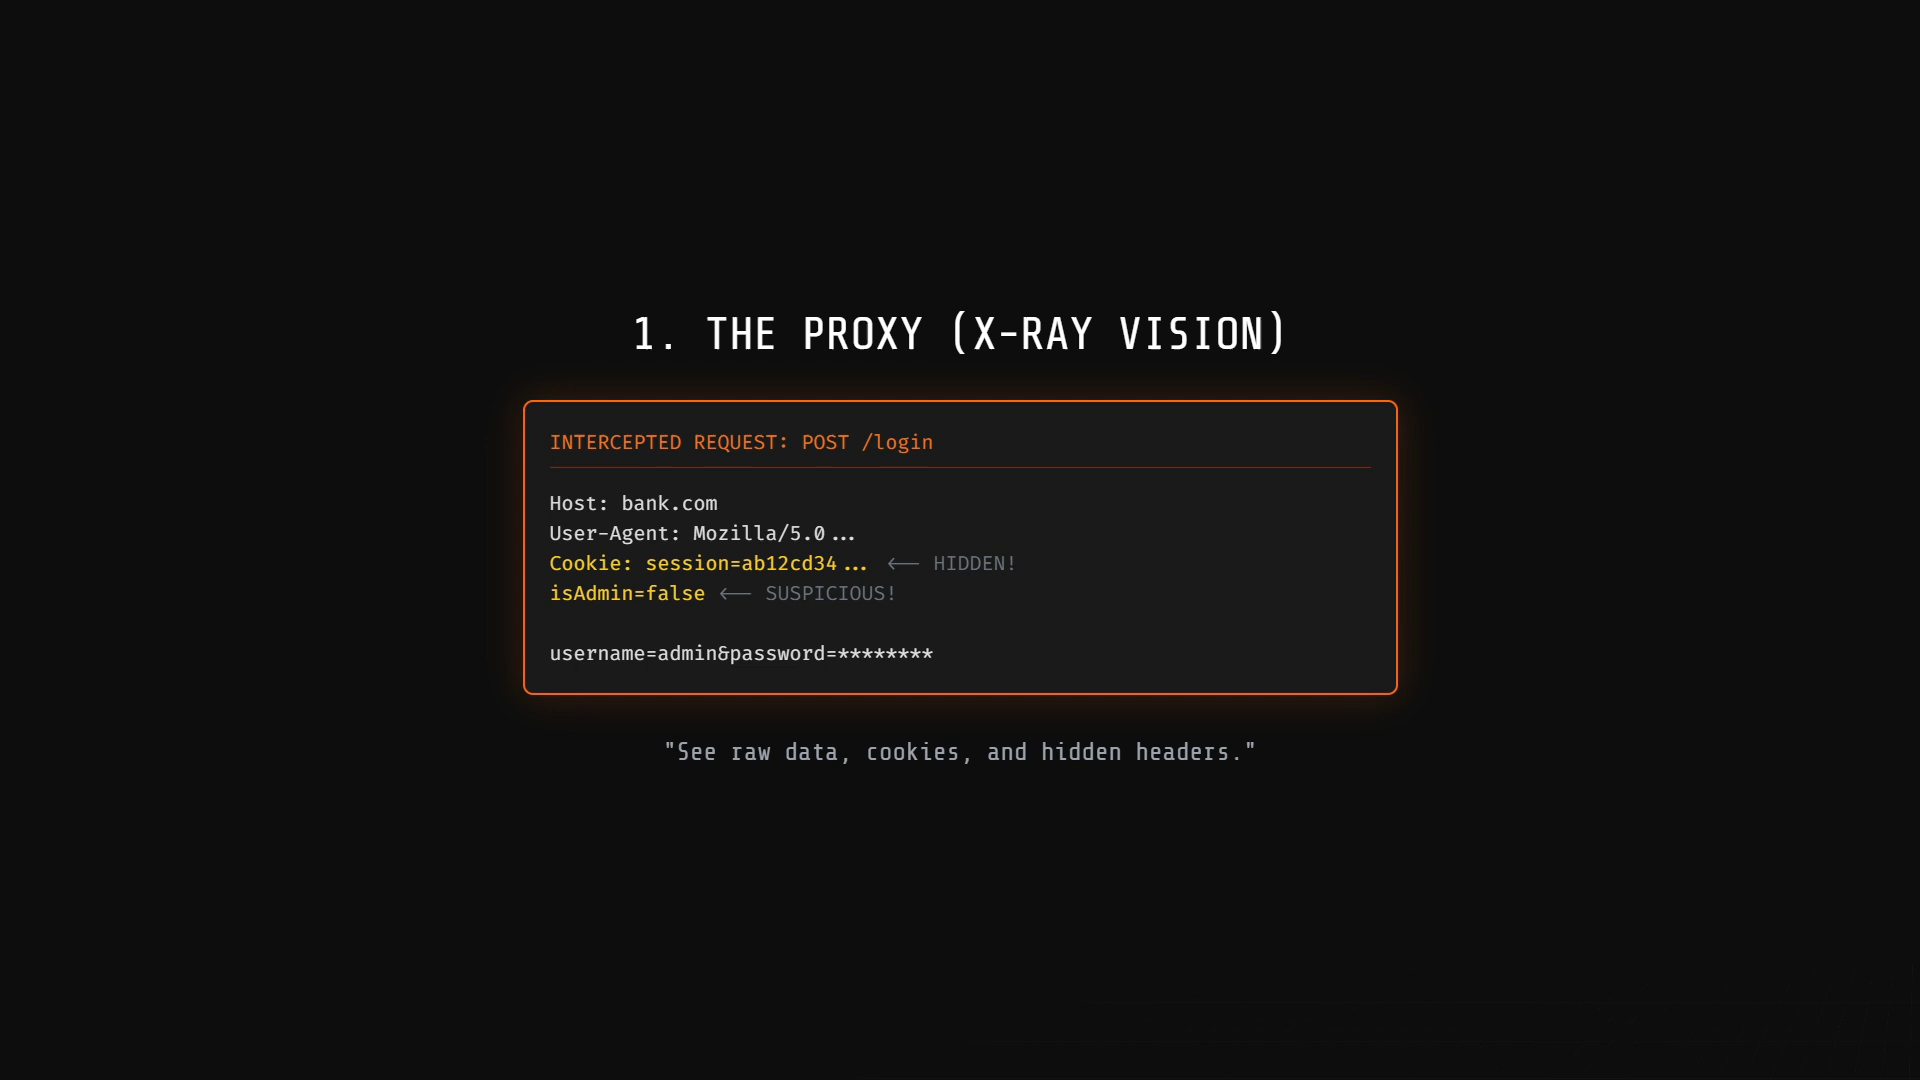 1. THE PROXY (X-RAY VISION)
INTERCEPTED REQUEST: POST /login
Host: bank.com
User-Agent: Mozilla/5.0...
Cookie: session=ab12cd34... <-- HIDDEN!
isAdmin=false <-- SUSPICIOUS!
username=admin&password=********
"See raw data, cookies, and hidden headers."